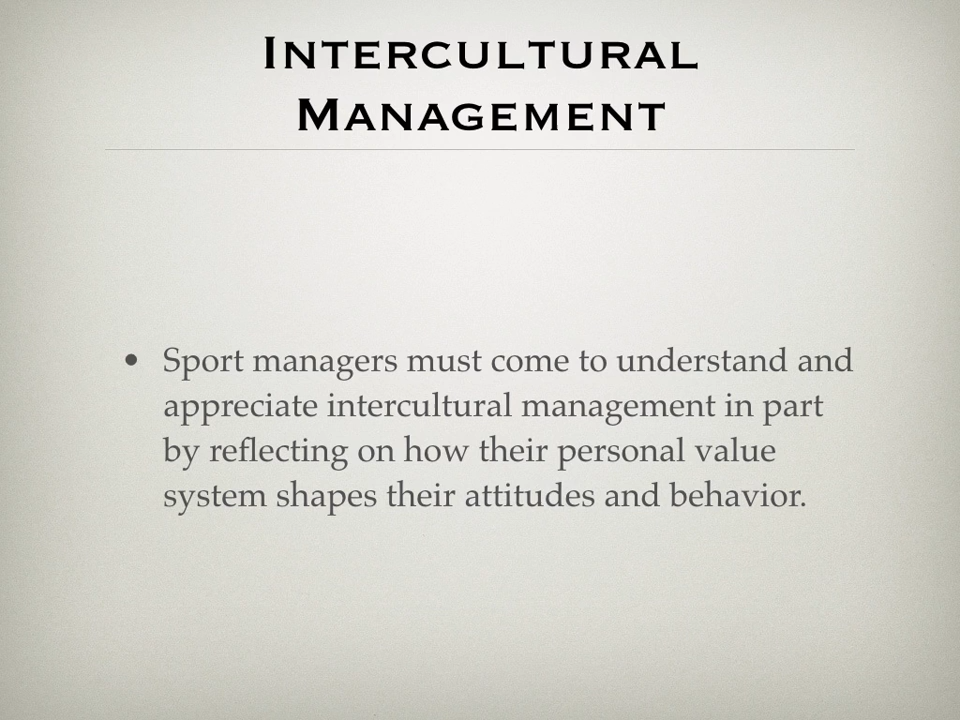 Intercultural
Management
• Sport managers must come to understand and
appreciate intercultural management in part
by reflecting on how their personal value
system shapes their attitudes and behavior.